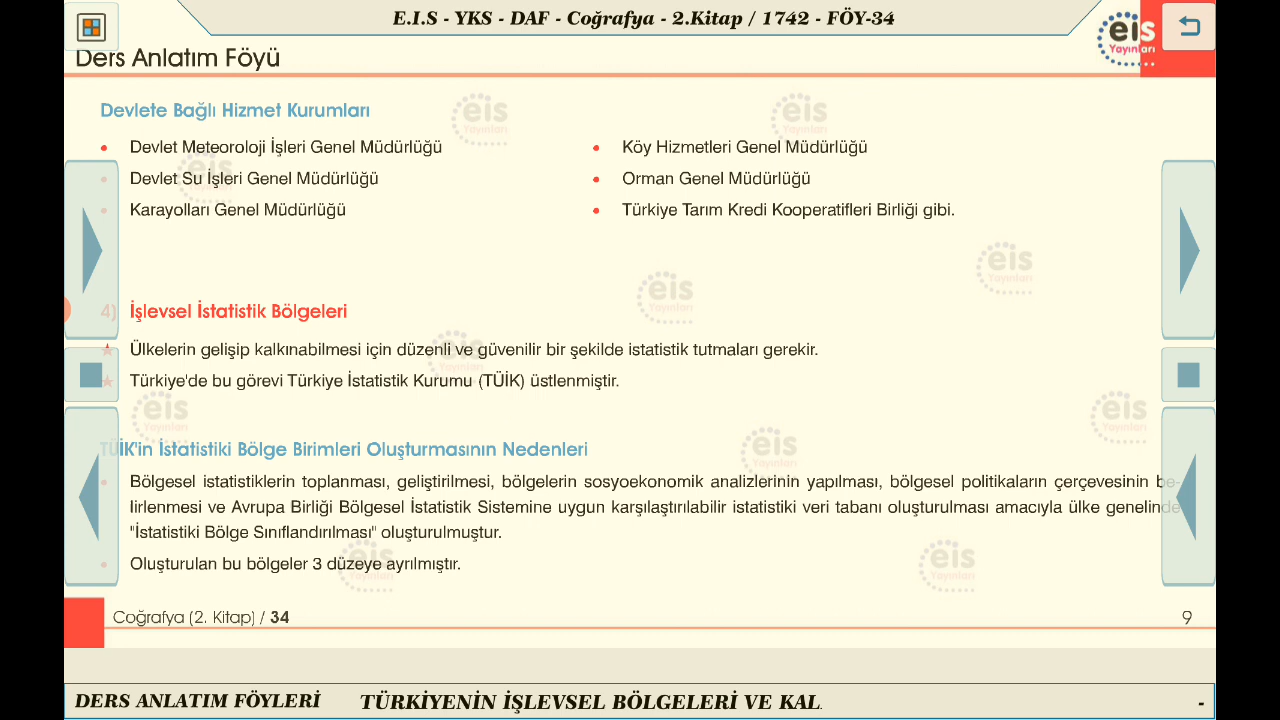 E.I.S - YKS - DAF - Coğrafya - 2.Kitap / 1742 - FÖY-34
eis
Yayınları
Ders Anlatım Föyü
Devlete Bağlı Hizmet Kurumları
Devlet Meteoroloji İşleri Genel Müdürlüğü
Devlet Su İşleri Genel Müdürlüğü
Karayolları Genel Müdürlüğü
Köy Hizmetleri Genel Müdürlüğü
Orman Genel Müdürlüğü
Türkiye Tarım Kredi Kooperatifleri Birliği gibi.
4) İşlevsel İstatistik Bölgeleri
Ülkelerin gelişip kalkınabilmesi için düzenli ve güvenilir bir şekilde istatistik tutmaları gerekir.
Türkiye'de bu görevi Türkiye İstatistik Kurumu (TÜİK) üstlenmiştir.
TÜİK'in İstatistiki Bölge Birimleri Oluşturmasının Nedenleri
Bölgesel istatistiklerin toplanması, geliştirilmesi, bölgelerin sosyoekonomik analizlerinin yapılması, bölgesel politikaların çerçevesinin be-
lirlenmesi ve Avrupa Birliği Bölgesel İstatistik Sistemine uygun karşılaştırılabilir istatistiki veri tabanı oluşturulması amacıyla ülke genelinde
"İstatistiki Bölge Sınıflandırılması" oluşturulmuştur.
Oluşturulan bu bölgeler 3 düzeye ayrılmıştır.
Coğrafya (2. Kitap) / 34
9
DERS ANLATIM FÖYLERİ TÜRKİYENİN İŞLEVSEL BÖLGELERİ VE KAL. -